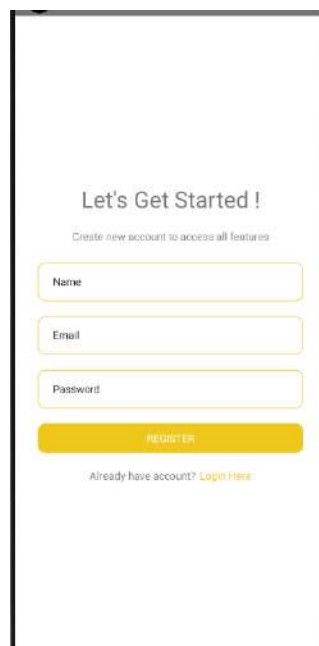 Let's Get Started !
Create new account to access all features
Name
Email
Password
REGISTER
Already have account? Login Here